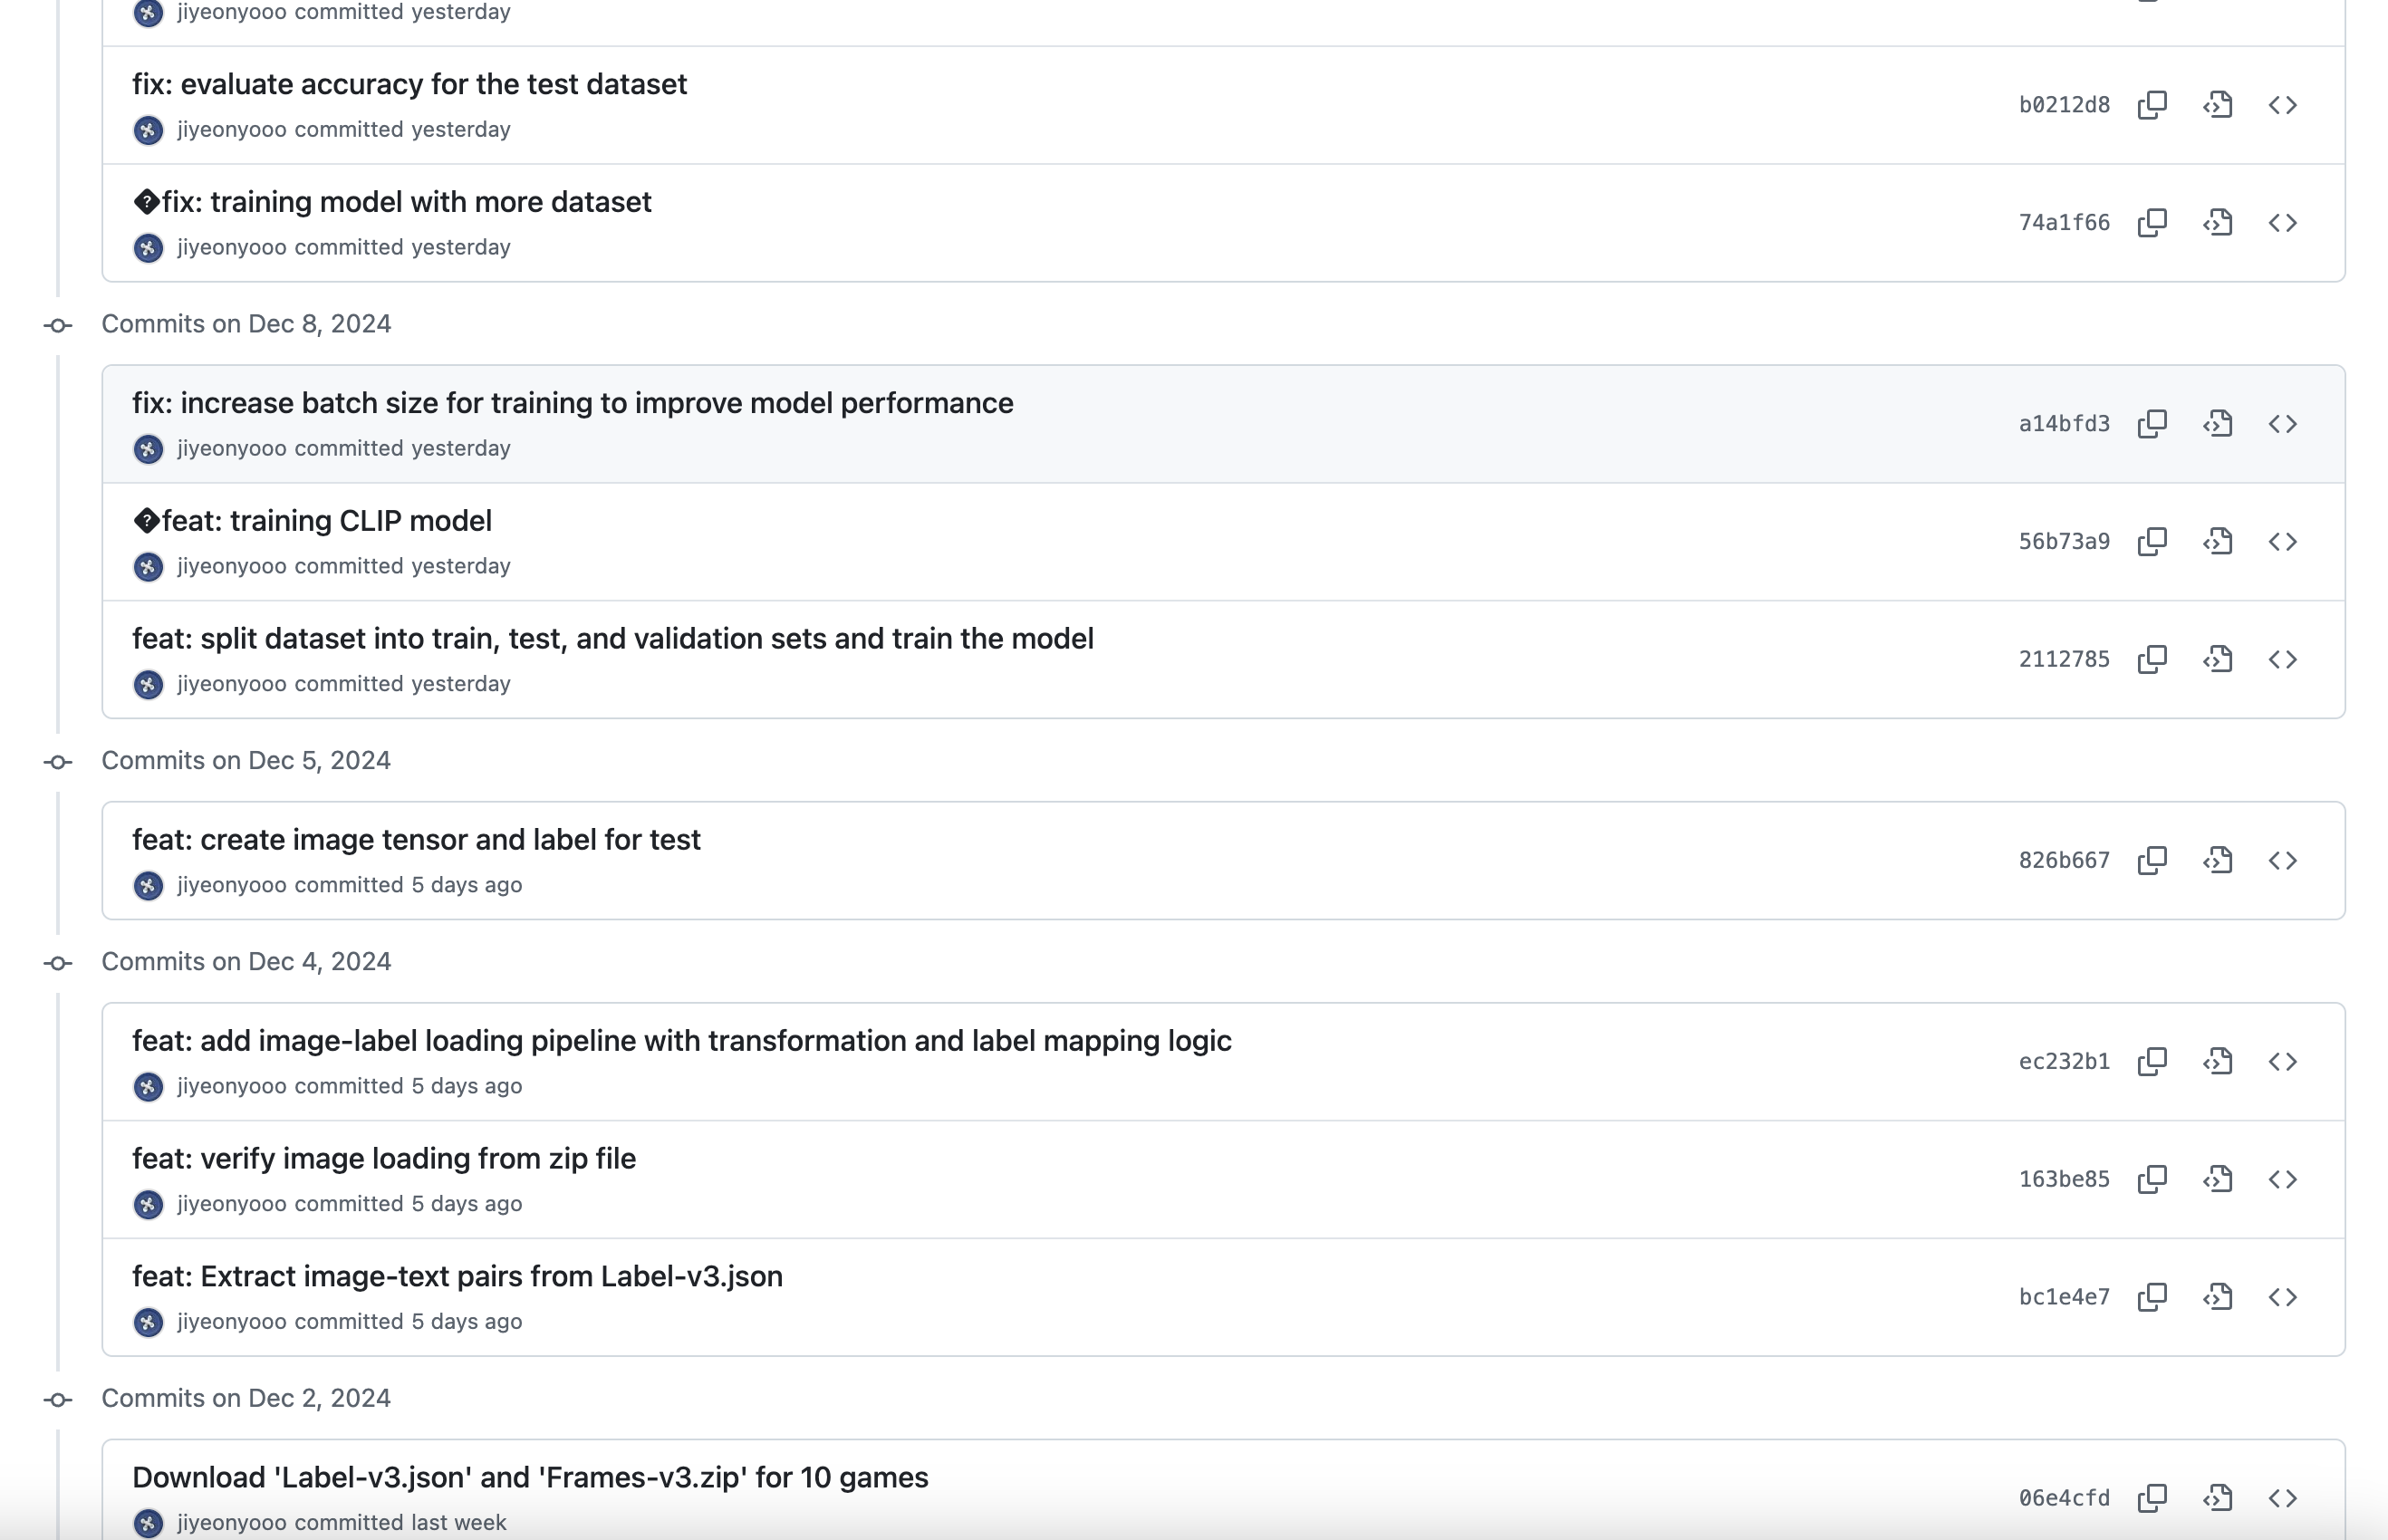 jiyeonyooo committed yesterday
fix: evaluate accuracy for the test dataset
jiyeonyooo committed yesterday
b0212d8
�fix: training model with more dataset
jiyeonyooo committed yesterday
74a1f66
Commits on Dec 8, 2024
fix: increase batch size for training to improve model performance
jiyeonyooo committed yesterday
a14bfd3
�feat: training CLIP model
jiyeonyooo committed yesterday
56b73a9
feat: split dataset into train, test, and validation sets and train the model
jiyeonyooo committed yesterday
2112785
Commits on Dec 5, 2024
feat: create image tensor and label for test
jiyeonyooo committed 5 days ago
826b667
Commits on Dec 4, 2024
feat: add image-label loading pipeline with transformation and label mapping logic
jiyeonyooo committed 5 days ago
ec232b1
feat: verify image loading from zip file
jiyeonyooo committed 5 days ago
163be85
feat: Extract image-text pairs from Label-v3.json
jiyeonyooo committed 5 days ago
bc1e4e7
Commits on Dec 2, 2024
Download 'Label-v3.json' and 'Frames-v3.zip' for 10 games
jiyeonyooo committed last week
06e4cfd